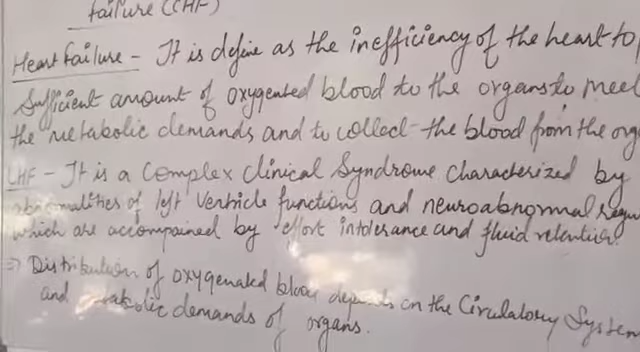 failure (CHF)
Heart failure - It is define as the inefficiency of the heart to
Sufficient amount of oxygented blood to the organs to meet
the metabolic demands and to collect the blood from the org
CHF - It is a Complex clinical Syndrome characterized by
abnormalities of left Ventricle functions and neuroabnormal
which are accompained by effort intolerance and fluid retention.
⇒ Distribution of oxygenated blood depends on the Circulatory System
and metabolic demands of organs.